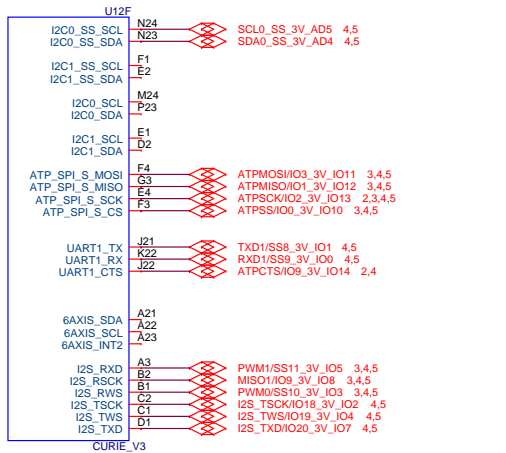 U12F
I2C0_SS_SCL N24 SCL0_SS_3V_AD5 4,5
I2C0_SS_SDA N23 SDA0_SS_3V_AD4 4,5
I2C1_SS_SCL F1
I2C1_SS_SDA E2
I2C0_SCL M24
I2C0_SDA P23
I2C1_SCL E1
I2C1_SDA D2
ATP_SPI_S_MOSI F4 ATPMOSI/IO3_3V_IO11 3,4,5
ATP_SPI_S_MISO G3 ATPMISO/IO1_3V_IO12 3,4,5
ATP_SPI_S_SCK E4 ATPSCK/IO2_3V_IO13 2,3,4,5
ATP_SPI_S_CS F3 ATPSS/IO0_3V_IO10 3,4,5
UART1_TX J21 TXD1/SS8_3V_IO1 4,5
UART1_RX K22 RXD1/SS9_3V_IO0 4,5
UART1_CTS J22 ATPCTS/IO9_3V_IO14 2,4
6AXIS_SDA A21
6AXIS_SCL A22
6AXIS_INT2 A23
I2S_RXD A3 PWM1/SS11_3V_IO5 3,4,5
I2S_RSCK B2 MISO1/IO9_3V_IO8 3,4,5
I2S_RWS B1 PWM0/SS10_3V_IO3 3,4,5
I2S_TSCK C2 I2S_TSCK/IO18_3V_IO2 4,5
I2S_TWS C1 I2S_TWS/IO19_3V_IO4 4,5
I2S_TXD D1 I2S_TXD/IO20_3V_IO7 4,5
CURIE_V3